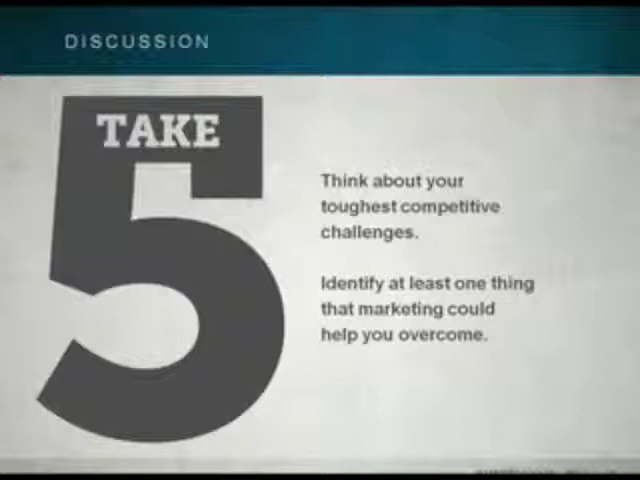 DISCUSSION
TAKE
5
Think about your
toughest competitive
challenges.
Identify at least one thing
that marketing could
help you overcome.